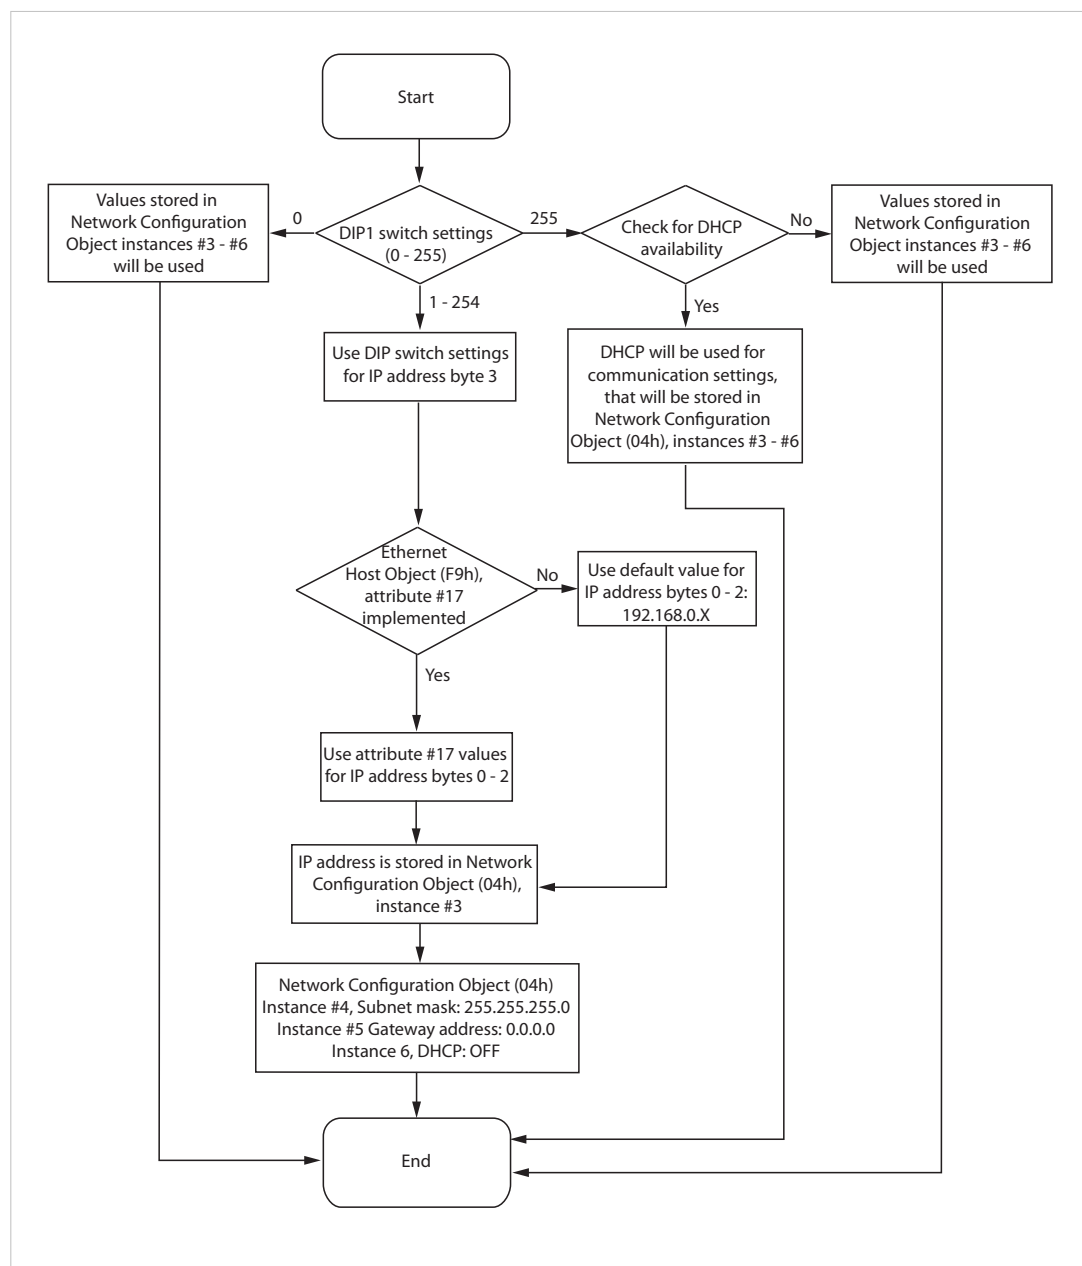 Start
Values stored in
Network Configuration
Object instances #3 - #6
will be used
0
DIP1 switch settings
(0 - 255)
255
Check for DHCP
availability
No
Values stored in
Network Configuration
Object instances #3 - #6
will be used
1 - 254
Yes
Use DIP switch settings
for IP address byte 3
DHCP will be used for
communication settings,
that will be stored in
Network Configuration
Object (04h), instances #3 - #6
Ethernet
Host Object (F9h),
attribute #17
implemented
No
Use default value for
IP address bytes 0 - 2:
192.168.0.X
Yes
Use attribute #17 values
for IP address bytes 0 - 2
IP address is stored in Network
Configuration Object (04h),
instance #3
Network Configuration Object (04h)
Instance #4, Subnet mask: 255.255.255.0
Instance #5 Gateway address: 0.0.0.0
Instance 6, DHCP: OFF
End